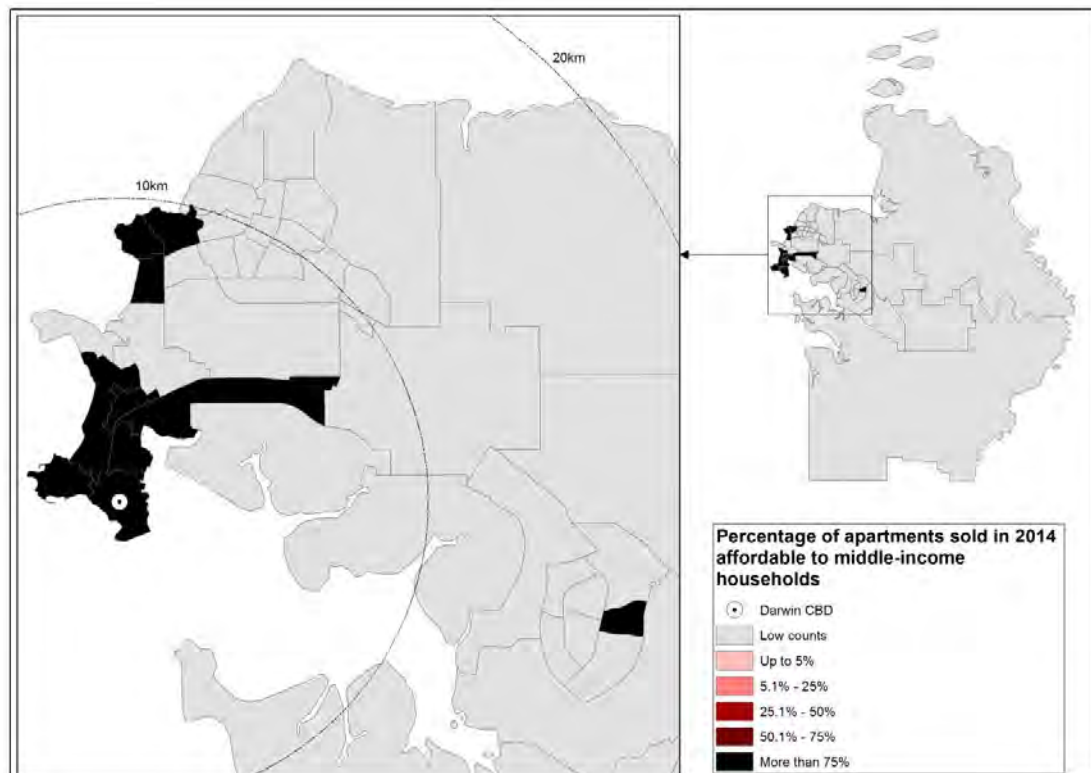 20km
10km
Percentage of apartments sold in 2014
affordable to middle-income
households
Darwin CBD
Low counts
Up to 5%
5.1% - 25%
25.1% - 50%
50.1% - 75%
More than 75%